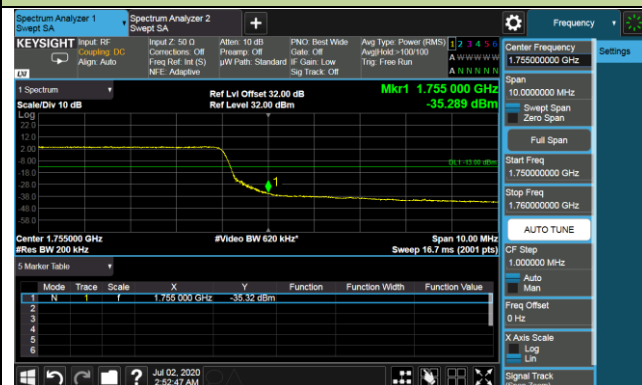 Spectrum Analyzer 1
Swept SA
Spectrum Analyzer 2
Swept SA
+
Frequency
KEYSIGHT
Input: RF
Coupling: DC
Align: Auto
Input Z: 50 Ω
Corrections: Off
Freq Ref: Int (S)
NFE: Adaptive
Atten: 10 dB
Preamp: Off
µW Path: Standard
PNO: Best Wide
Gate: Off
IF Gain: Low
Sig Track: Off
Avg Type: Power (RMS)
Avg|Hold:>100/100
Trig: Free Run
1 2 3 4 5 6
A W W W W W
A N N N N N
LXI
Center Frequency
1.755000000 GHz
Settings
Span
10.0000000 MHz
Swept Span
Zero Span
Full Span
Start Freq
1.750000000 GHz
Stop Freq
1.760000000 GHz
AUTO TUNE
CF Step
1.000000 MHz
Auto
Man
Freq Offset
0 Hz
X Axis Scale
Log
Lin
Signal Track
(Span Zoom)
1 Spectrum
Scale/Div 10 dB
Ref Lvl Offset 32.00 dB
Ref Level 32.00 dBm
Mkr1 1.755 000 GHz
-35.289 dBm
Log
22.0
12.0
2.00
-8.00
-18.0
-28.0
-38.0
-48.0
-58.0
DL1 -13.00 dBm
1
Center 1.755000 GHz
#Res BW 200 kHz
#Video BW 620 kHz*
Span 10.00 MHz
Sweep 16.7 ms (2001 pts)
5 Marker Table
Mode Trace Scale X Y Function Function Width Function Value
1 N 1 f 1.755 000 GHz -35.32 dBm
2
3
4
5
6
?
Jul 02, 2020
2:52:47 AM